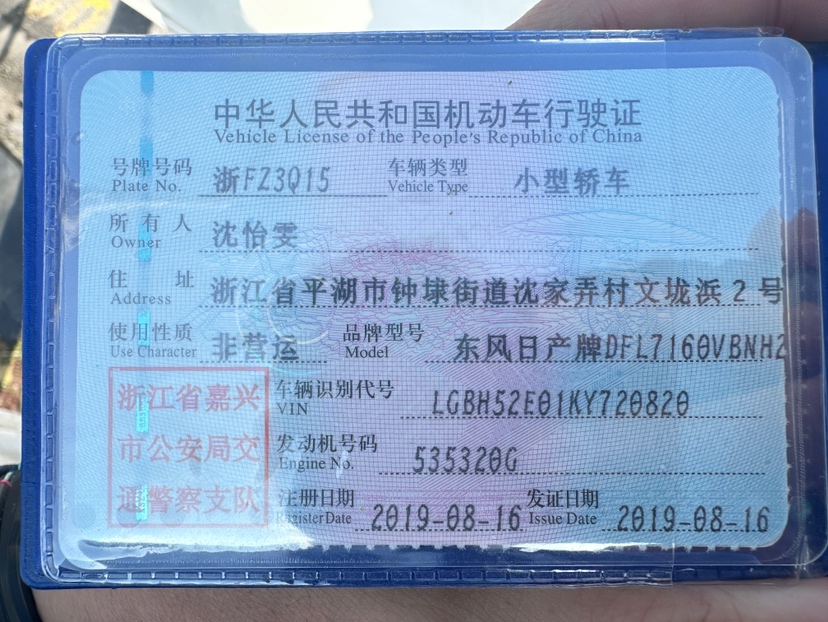 中华人民共和国机动车行驶证
Vehicle License of the People's Republic of China
号牌号码 浙FZ3Q15 车辆类型 小型轿车
Plate No. Vehicle Type
所有人 沈怡雯
Owner
住址 浙江省平湖市钟埭街道沈家弄村文垅浜2号
Address
使用性质 非营运 品牌型号 东风日产牌DFL7160VBNH2
Use Character Model
浙江省嘉兴
市公安局交
通警察支队
车辆识别代号 LGBH52E01KY720820
VIN
发动机号码 535320G
Engine No.
注册日期 2019-08-16 发证日期 2019-08-16
Register Date Issue Date